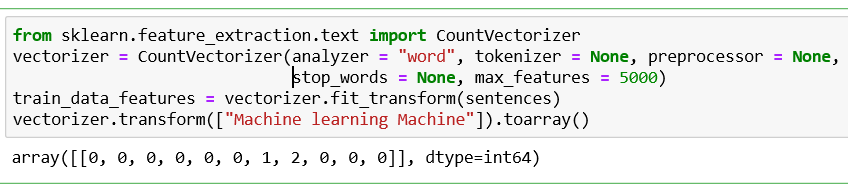 from sklearn.feature_extraction.text import CountVectorizer
vectorizer = CountVectorizer(analyzer = "word", tokenizer = None, preprocessor = None,
stop_words = None, max_features = 5000)
train_data_features = vectorizer.fit_transform(sentences)
vectorizer.transform(["Machine learning Machine"]).toarray()
array([[0, 0, 0, 0, 0, 0, 1, 2, 0, 0, 0]], dtype=int64)